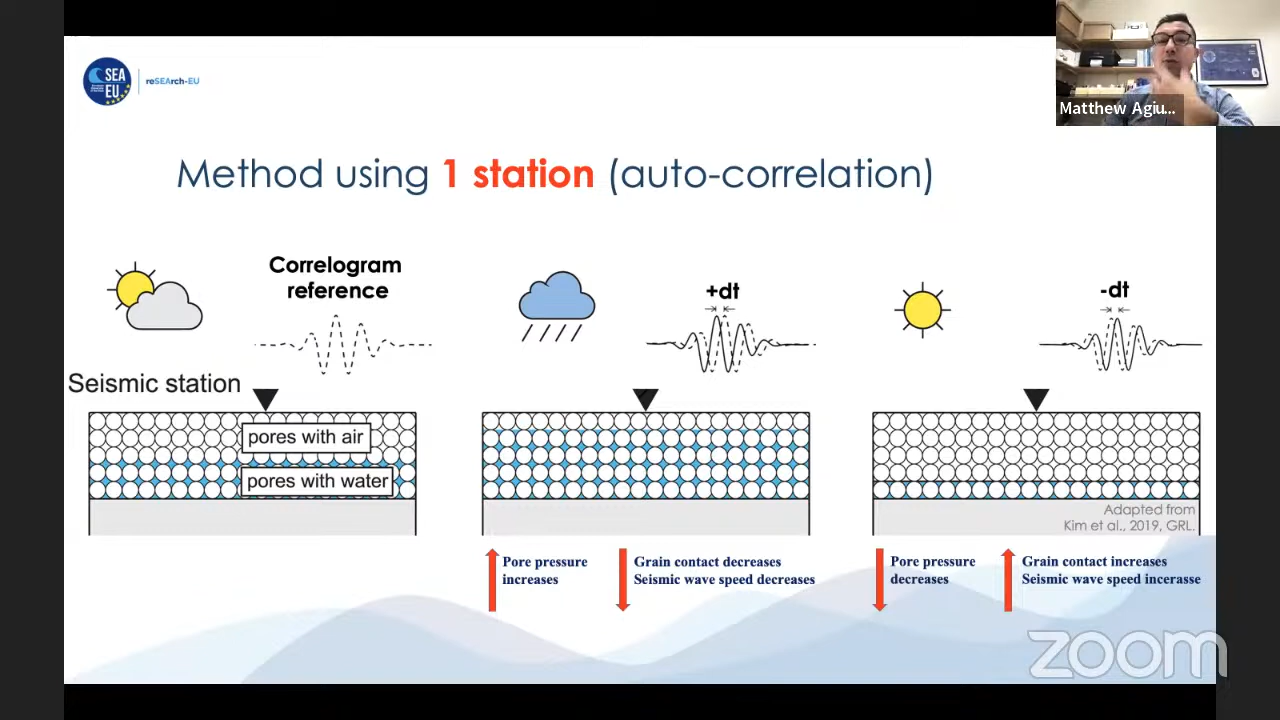 SEA
EU
reSEArch-EU
Matthew Agiu...
Method using 1 station (auto-correlation)
Correlogram
reference
+dt
-dt
Seismic station
pores with air
pores with water
Adapted from
Kim et al., 2019, GRL.
Pore pressure
increases
Grain contact decreases
Seismic wave speed decreases
Pore pressure
decreases
Grain contact increases
Seismic wave speed incerasse
zoom